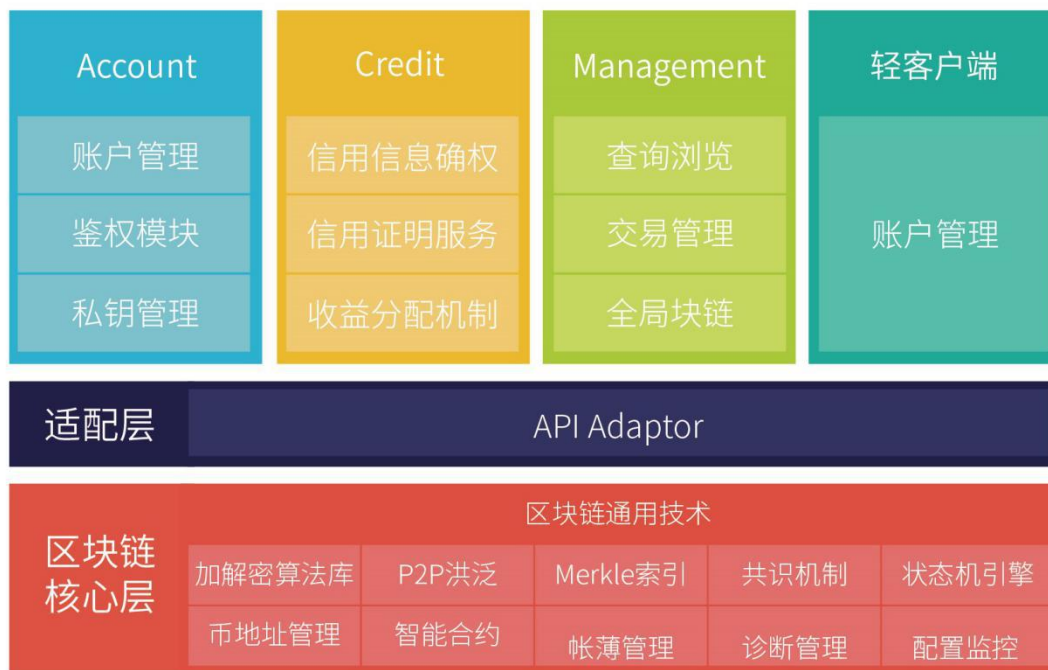 Account
账户管理
鉴权模块
私钥管理
Credit
信用信息确权
信用证明服务
收益分配机制
Management
查询浏览
交易管理
全局块链
轻客户端
账户管理
适配层
API Adaptor
区块链
核心层
区块链通用技术
加解密算法库
P2P洪泛
Merkle索引
共识机制
状态机引擎
币地址管理
智能合约
帐薄管理
诊断管理
配置监控